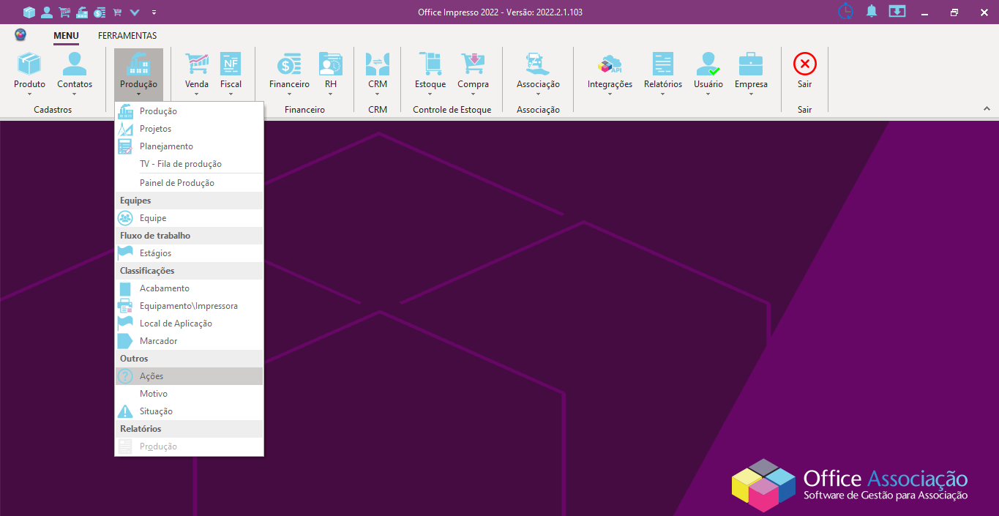 Office Impresso 2022 - Versão: 2022.2.1.103
MENU FERRAMENTAS
Produto Contatos Produção Venda Fiscal Financeiro RH CRM Estoque Compra Associação Integrações Relatórios Usuário Empresa Sair
Cadastros Financeiro CRM Controle de Estoque Associação Sair
Produção
Projetos
Planejamento
TV - Fila de produção
Painel de Produção
Equipes
Equipe
Fluxo de trabalho
Estágios
Classificações
Acabamento
Equipamento\Impressora
Local de Aplicação
Marcador
Outros
Ações
Motivo
Situação
Relatórios
Produção
Office Associação
Software de Gestão para Associação